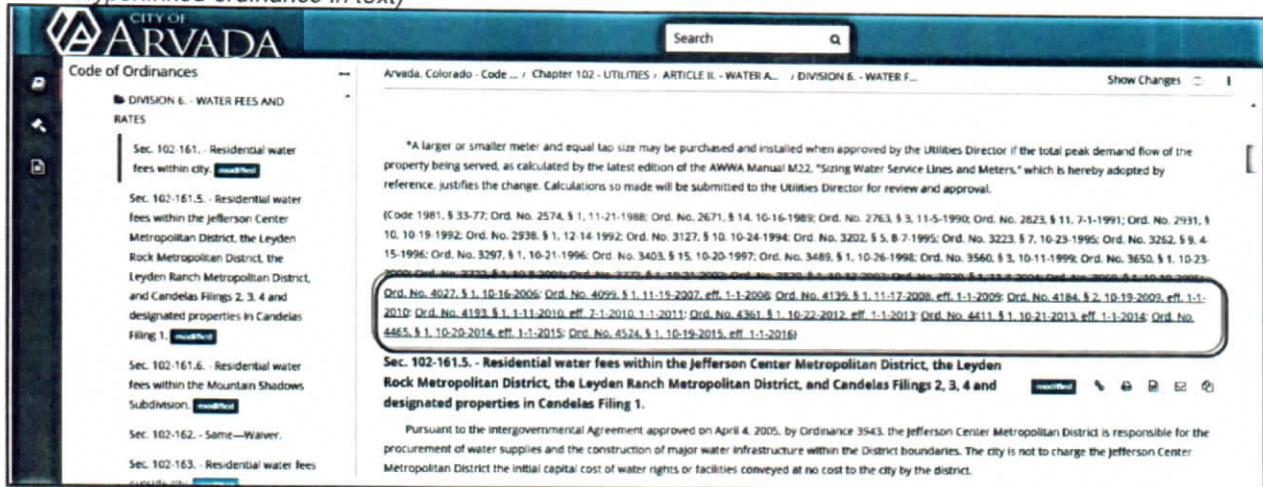 hyperlinked ordinance in text)
CITY OF
ARVADA
Search
Code of Ordinances
Arvada, Colorado - Code ... / Chapter 102 - UTILITIES / ARTICLE II. - WATER A... / DIVISION 6. - WATER F...
Show Changes
DIVISION 6. - WATER FEES AND
RATES
Sec. 102-161. - Residential water
fees within city. modified
Sec. 102-161.5. - Residential water
fees within the Jefferson Center
Metropolitan District, the Leyden
Rock Metropolitan District, the
Leyden Ranch Metropolitan District,
and Candelas Filings 2, 3, 4 and
designated properties in Candelas
Filing 1. modified
Sec. 102-161.6. - Residential water
fees within the Mountain Shadows
Subdivision. modified
Sec. 102-162. - Same—Waiver.
Sec. 102-163. - Residential water fees
*A larger or smaller meter and equal tap size may be purchased and installed when approved by the Utilities Director if the total peak demand flow of the
property being served, as calculated by the latest edition of the AWWA Manual M22, "Sizing Water Service Lines and Meters," which is hereby adopted by
reference, justifies the change. Calculations so made will be submitted to the Utilities Director for review and approval.
(Code 1981, § 33-77; Ord. No. 2574, § 1, 11-21-1988; Ord. No. 2671, § 14, 10-16-1989; Ord. No. 2763, § 3, 11-5-1990; Ord. No. 2823, § 11, 7-1-1991; Ord. No. 2931, §
10, 10-19-1992; Ord. No. 2938, § 1, 12-14-1992; Ord. No. 3127, § 10, 10-24-1994; Ord. No. 3202, § 5, 8-7-1995; Ord. No. 3223, § 7, 10-23-1995; Ord. No. 3262, § 9, 4-
15-1996; Ord. No. 3297, § 1, 10-21-1996; Ord. No. 3403, § 15, 10-20-1997; Ord. No. 3489, § 1, 10-26-1998; Ord. No. 3560, § 3, 10-11-1999; Ord. No. 3650, § 1, 10-23-
Ord. No. 4027, § 1, 10-16-2006; Ord. No. 4099, § 1, 11-19-2007, eff. 1-1-2008; Ord. No. 4139, § 1, 11-17-2008, eff. 1-1-2009; Ord. No. 4184, § 2, 10-19-2009, eff. 1-1-
2010; Ord. No. 4193, § 1, 1-11-2010, eff. 7-1-2010, 1-1-2011; Ord. No. 4361, § 1, 10-22-2012, eff. 1-1-2013; Ord. No. 4411, § 1, 10-21-2013, eff. 1-1-2014; Ord. No.
4465, § 1, 10-20-2014, eff. 1-1-2015; Ord. No. 4524, § 1, 10-19-2015, eff. 1-1-2016)
Sec. 102-161.5. - Residential water fees within the Jefferson Center Metropolitan District, the Leyden
Rock Metropolitan District, the Leyden Ranch Metropolitan District, and Candelas Filings 2, 3, 4 and modified
designated properties in Candelas Filing 1.
Pursuant to the Intergovernmental Agreement approved on April 4, 2005, by Ordinance 3943, the Jefferson Center Metropolitan District is responsible for the
procurement of water supplies and the construction of major water infrastructure within the District boundaries. The city is not to charge the Jefferson Center
Metropolitan District the initial capital cost of water rights or facilities conveyed at no cost to the city by the district.